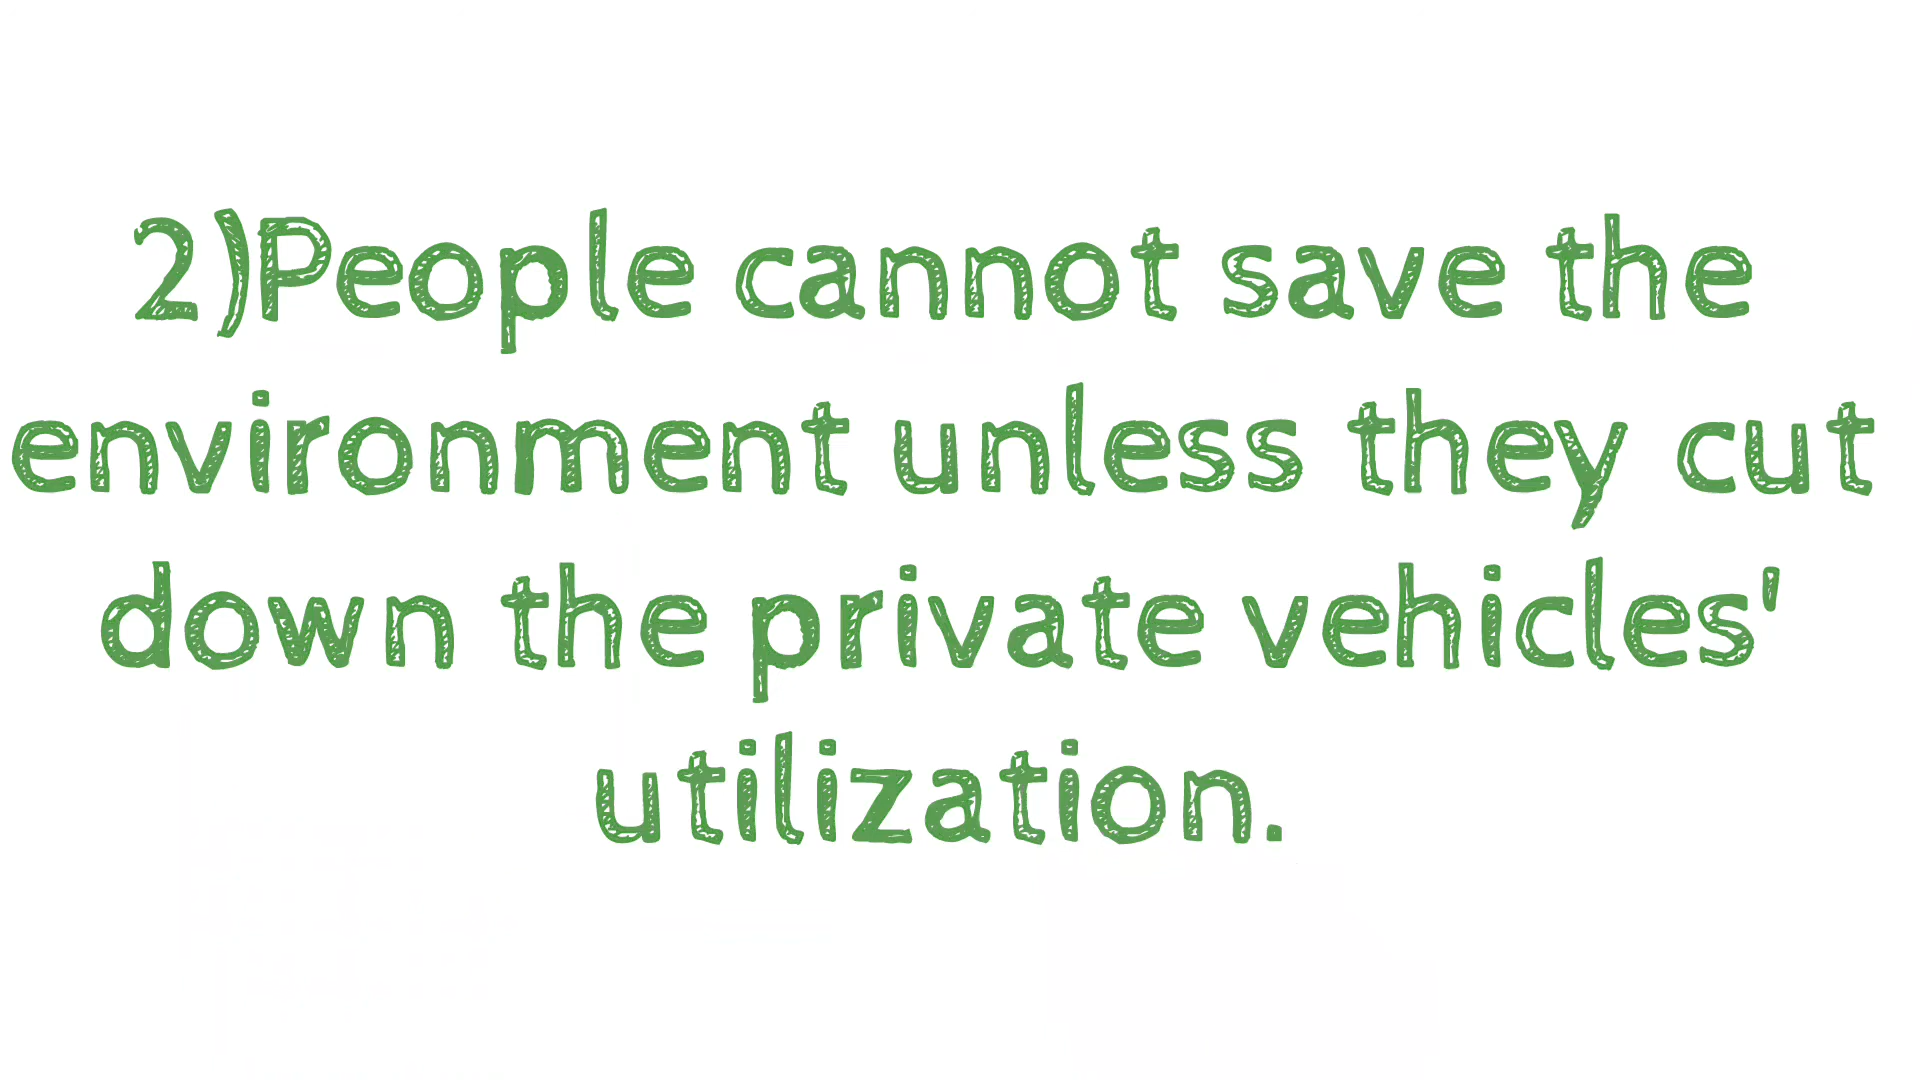 2)People cannot save the
environment unless they cut
down the private vehicles'
utilization.